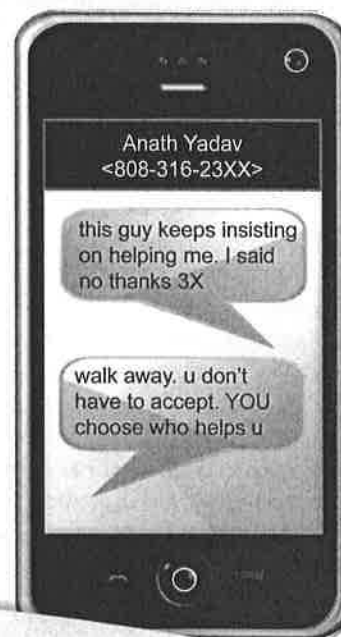 Anath Yadav
<808-316-23XX>
this guy keeps insisting
on helping me. I said
no thanks 3X
walk away. u don't
have to accept. YOU
choose who helps u